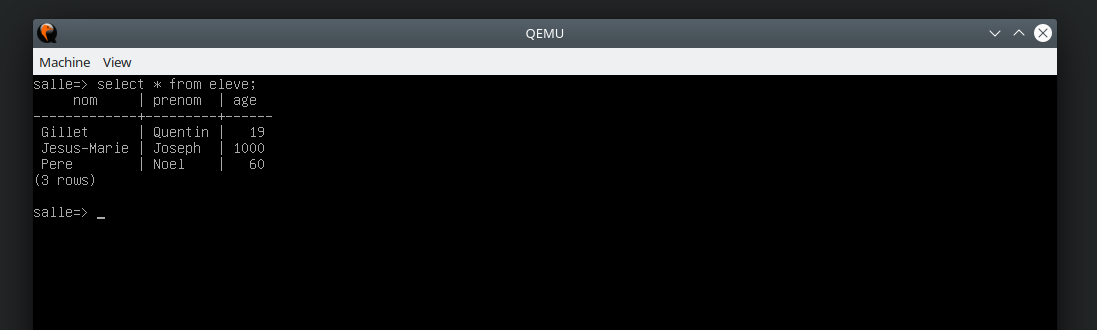 QEMU
Machine View
salle=> select * from eleve;
     nom     | prenom  | age
-------------+---------+------
 Gillet      | Quentin |   19
 Jesus-Marie | Joseph  | 1000
 Pere        | Noel    |   60
(3 rows)
salle=> _